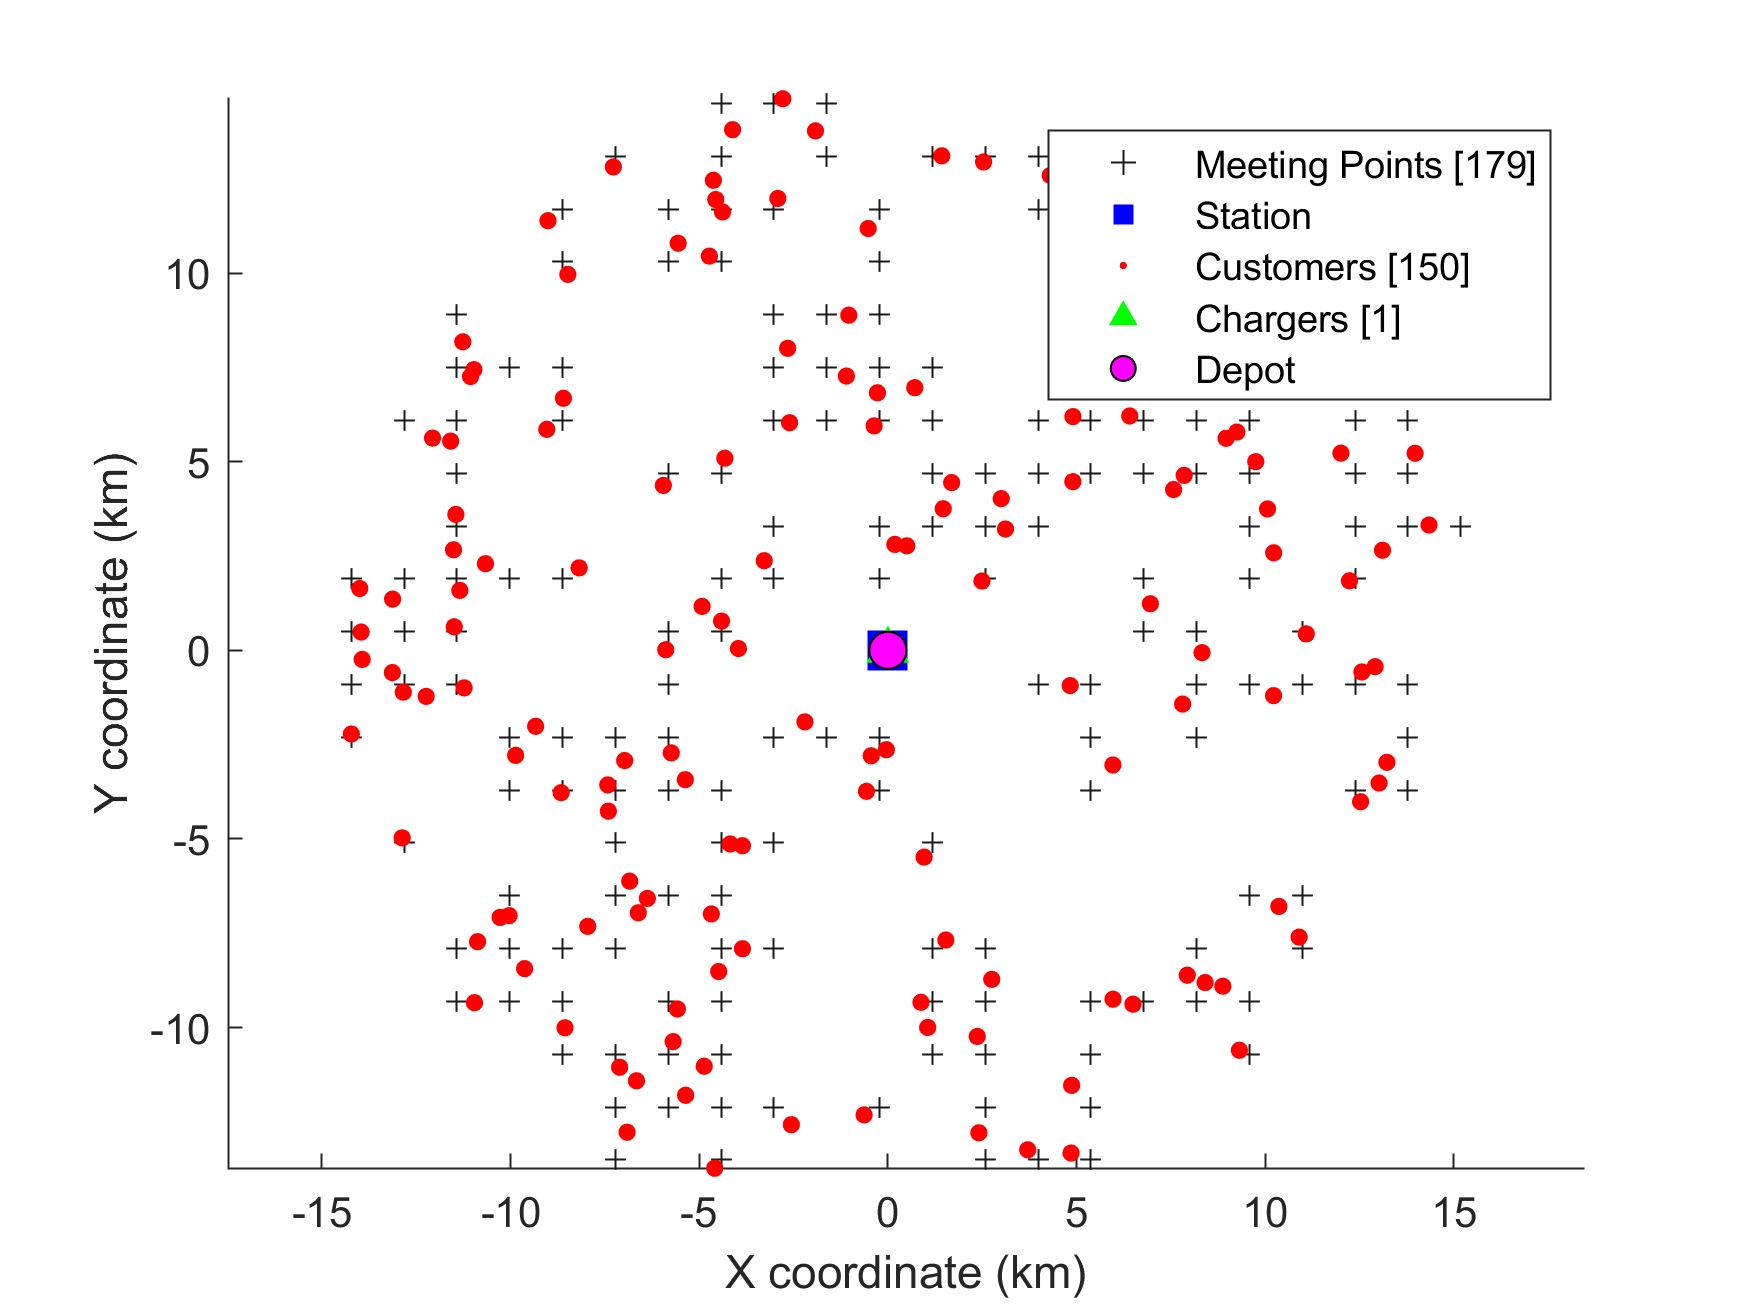 Meeting Points [179]
Station
Customers [150]
Chargers [1]
Depot
10
5
0
-5
-10
Y coordinate (km)
-15
-10
-5
0
5
10
15
X coordinate (km)